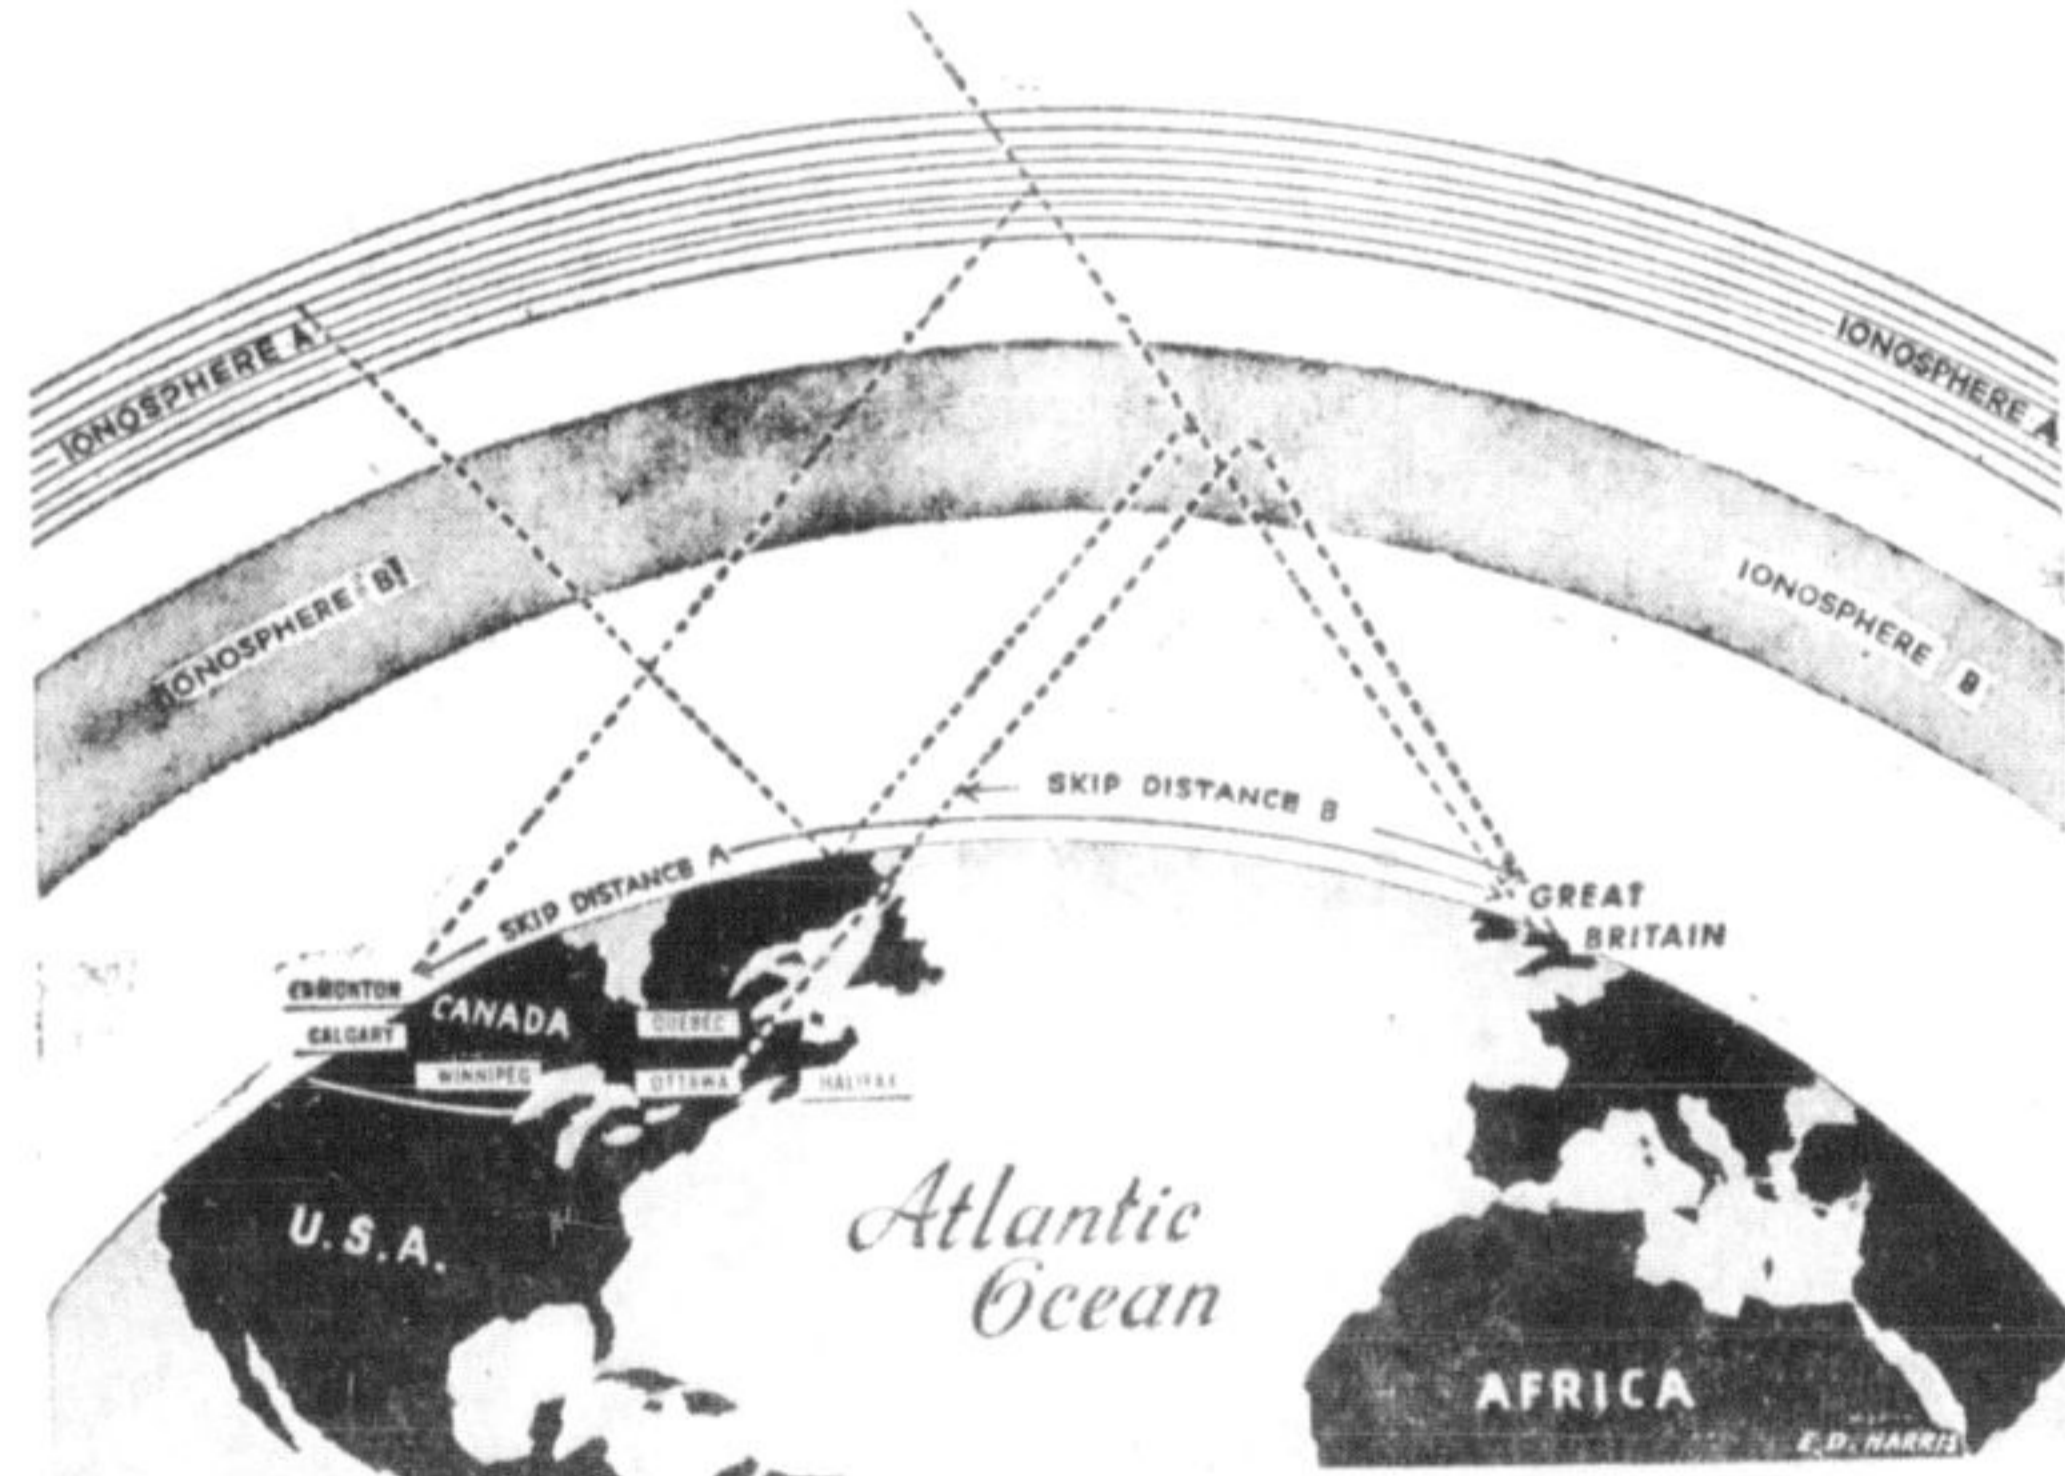 IONOSPHERE A
IONOSPHERE A
IONOSPHERE B
IONOSPHERE B
SKIP DISTANCE B
SKIP DISTANCE A
GREAT
BRITAIN
EDMONTON
CANADA
QUEBEC
CALGARY
WINNIPEG
OTTAWA
HALIFAX
U.S.A.
Atlantic
Ocean
AFRICA
E.D. HARRIS